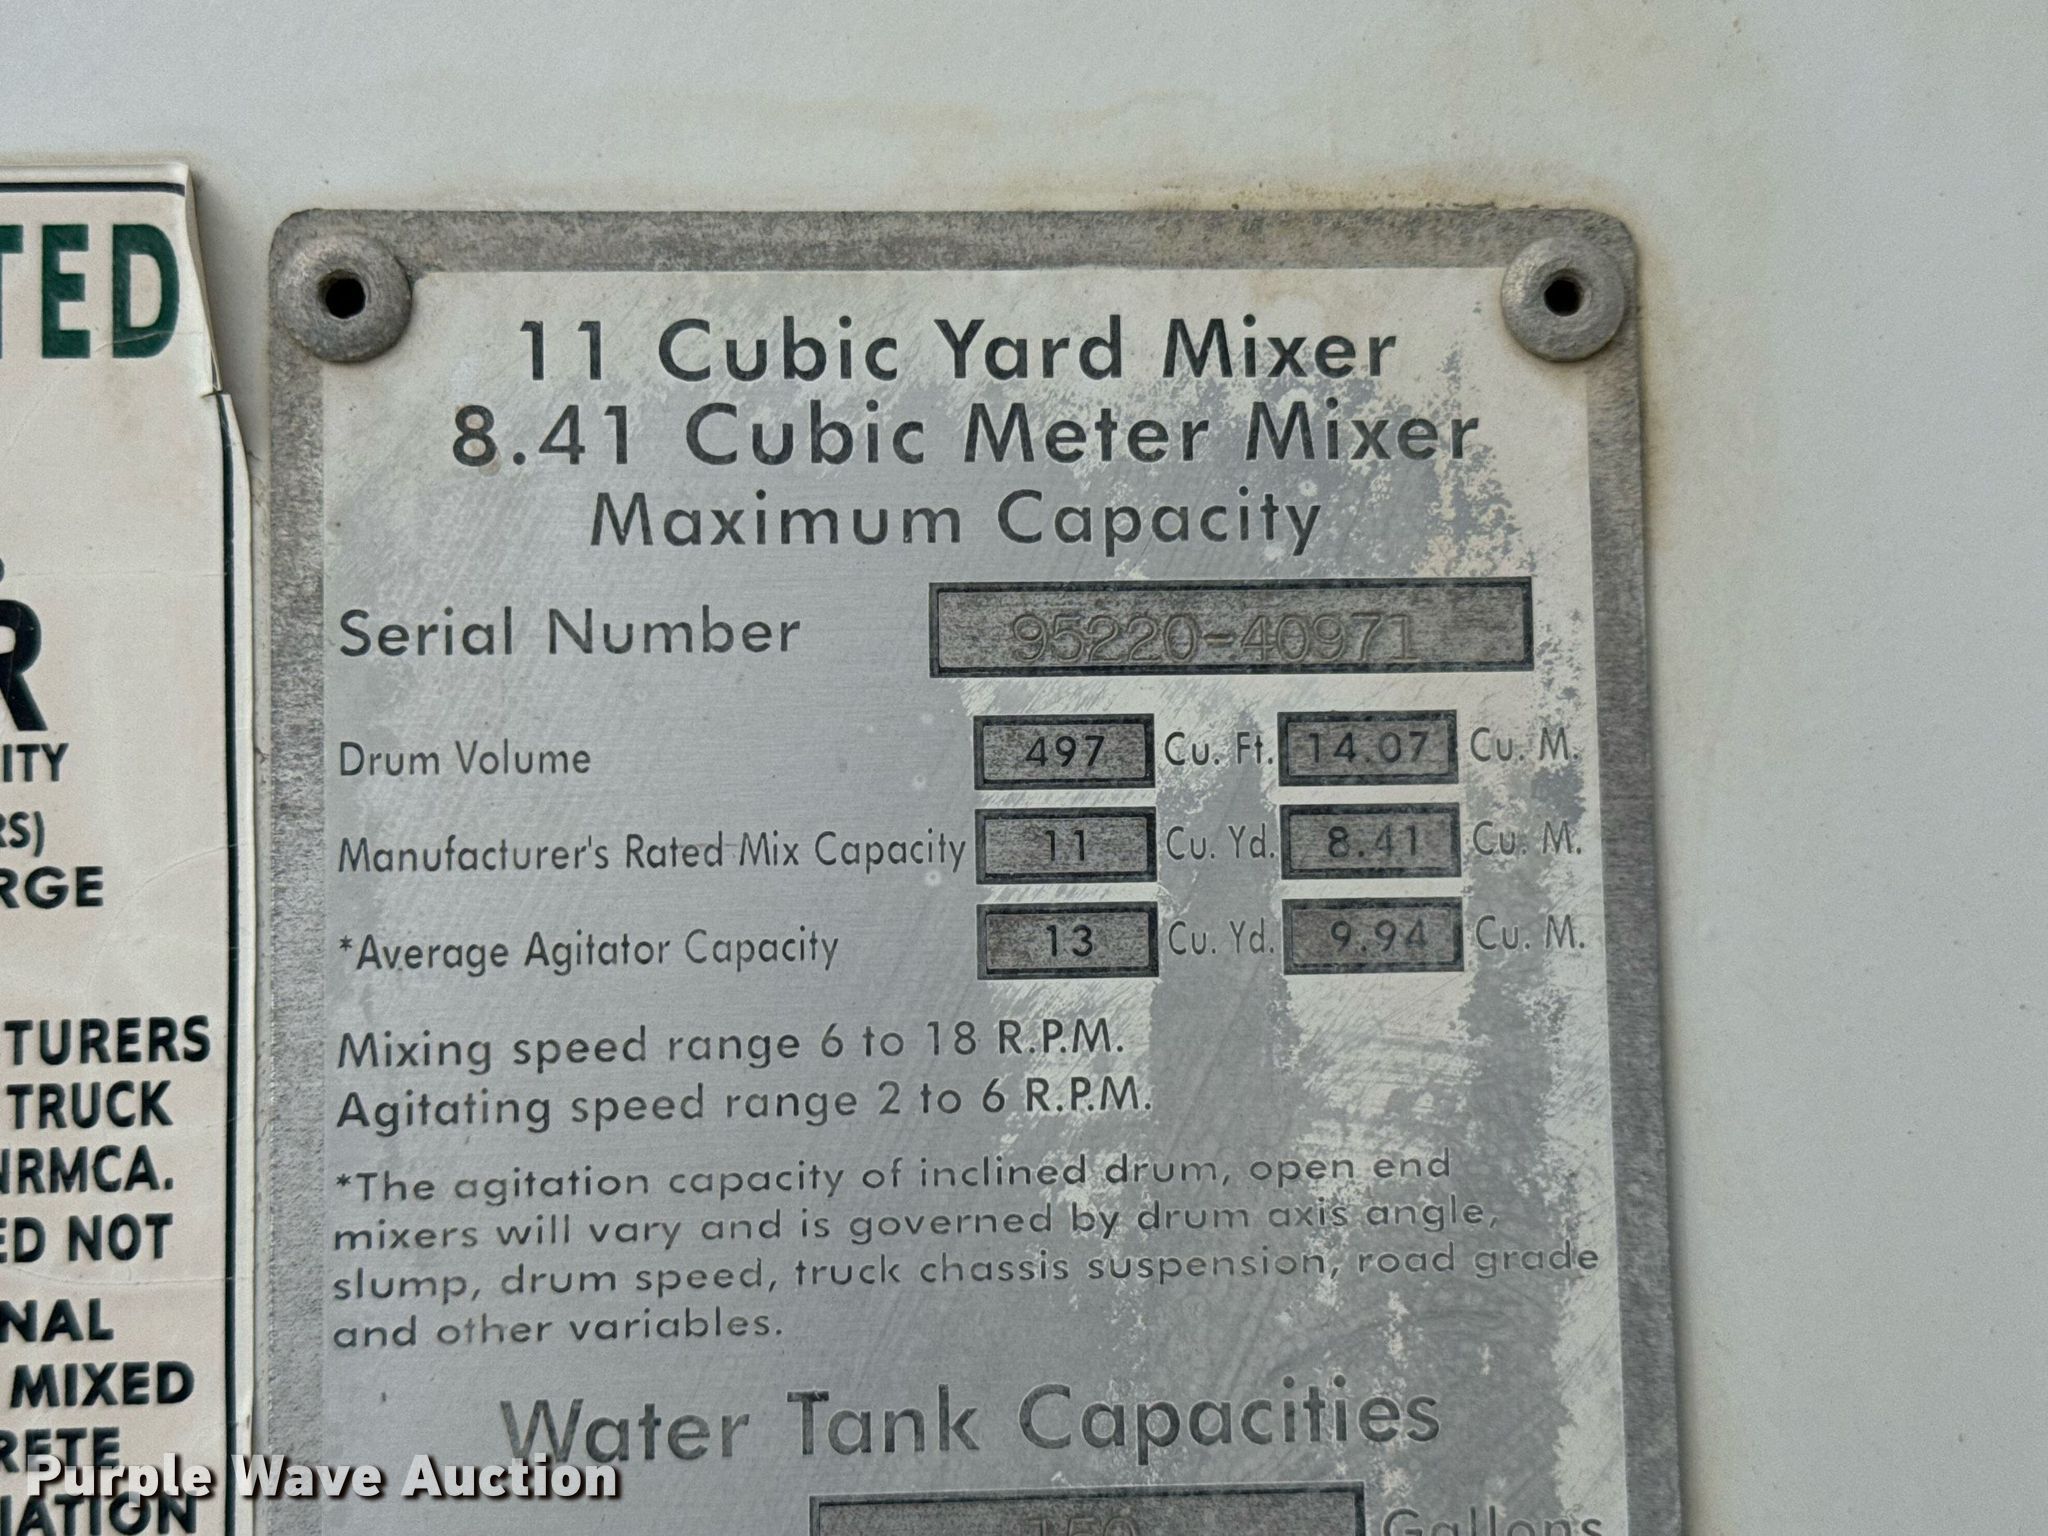 TED
R
ITY
RS)
RGE
TURERS
TRUCK
NRMCA.
ED NOT
NAL
MIXED
RETE
IATION
11 Cubic Yard Mixer
8.41 Cubic Meter Mixer
Maximum Capacity
Serial Number 95220-40971
Drum Volume 497 Cu. Ft. 14.07 Cu. M.
Manufacturer's Rated Mix Capacity 11 Cu. Yd. 8.41 Cu. M.
*Average Agitator Capacity 13 Cu. Yd. 9.94 Cu. M.
Mixing speed range 6 to 18 R.P.M.
Agitating speed range 2 to 6 R.P.M.
*The agitation capacity of inclined drum, open end
mixers will vary and is governed by drum axis angle,
slump, drum speed, truck chassis suspension, road grade
and other variables.
Water Tank Capacities
150 Gallons
Purple Wave Auction